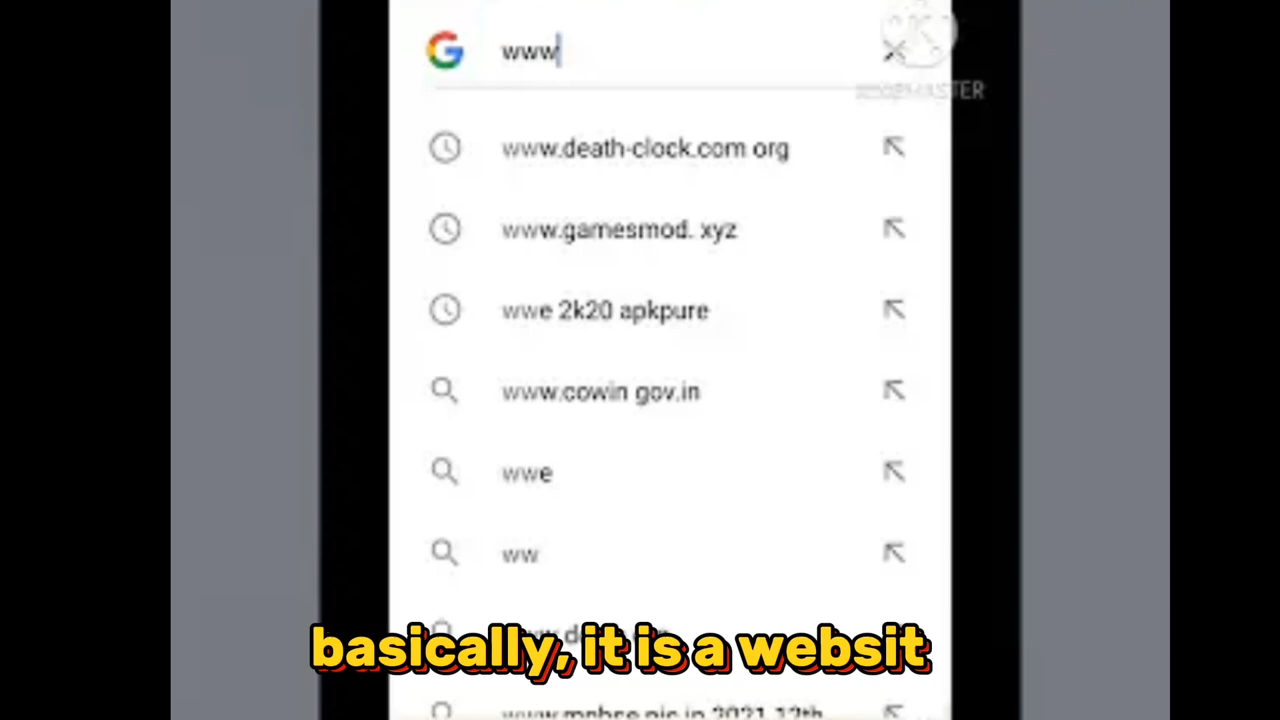 www
www.death-clock.com org
www.gamesmod. xyz
wwe 2k20 apkpure
www.cowin gov.in
wwe
ww
basically, it is a websit